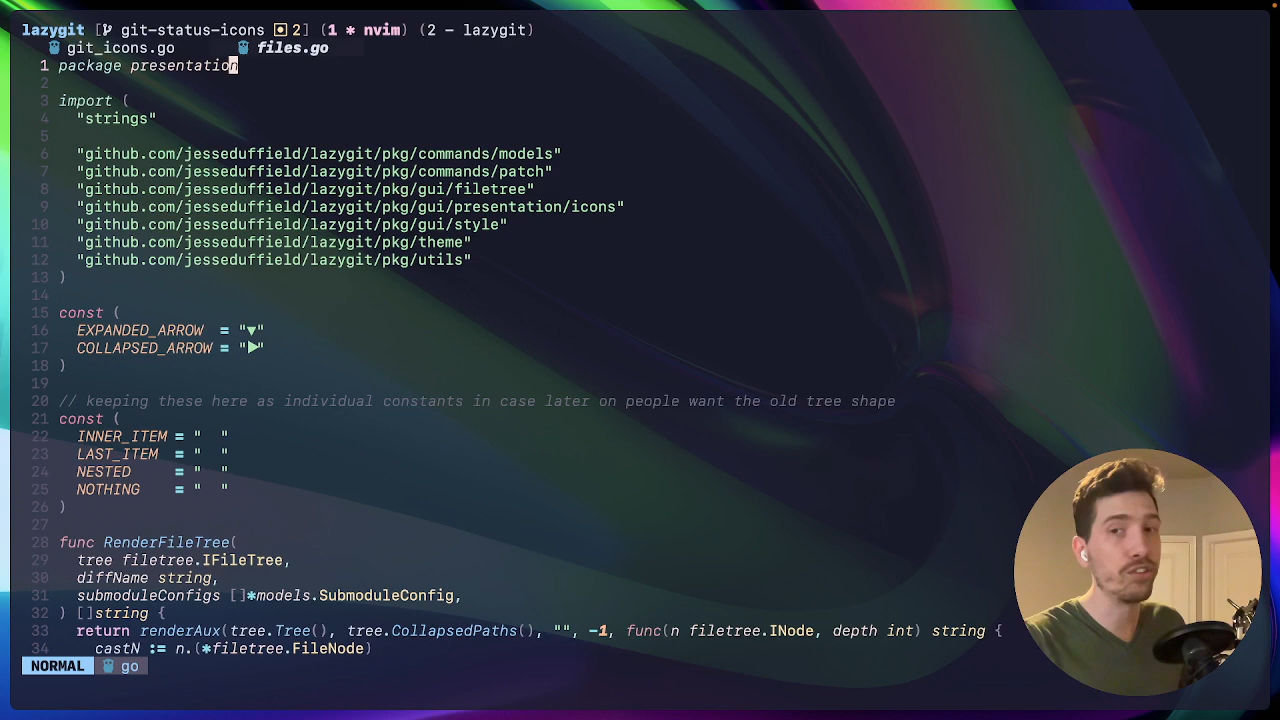 lazygit [ git-status-icons 2] (1 * nvim) (2 - lazygit)
git_icons.go files.go
1 package presentation
2
3 import (
4 "strings"
5
6 "github.com/jesseduffield/lazygit/pkg/commands/models"
7 "github.com/jesseduffield/lazygit/pkg/commands/patch"
8 "github.com/jesseduffield/lazygit/pkg/gui/filetree"
9 "github.com/jesseduffield/lazygit/pkg/gui/presentation/icons"
10 "github.com/jesseduffield/lazygit/pkg/gui/style"
11 "github.com/jesseduffield/lazygit/pkg/theme"
12 "github.com/jesseduffield/lazygit/pkg/utils"
13 )
14
15 const (
16 EXPANDED_ARROW = "▼"
17 COLLAPSED_ARROW = "▶"
18 )
19
20 // keeping these here as individual constants in case later on people want the old tree shape
21 const (
22 INNER_ITEM = "  "
23 LAST_ITEM = "  "
24 NESTED = "  "
25 NOTHING = "  "
26 )
27
28 func RenderFileTree(
29 tree filetree.IFileTree,
30 diffName string,
31 submoduleConfigs []*models.SubmoduleConfig,
32 ) []string {
33 return renderAux(tree.Tree(), tree.CollapsedPaths(), "", -1, func(n filetree.INode, depth int) string {
34 castN := n.(*filetree.FileNode)
NORMAL go